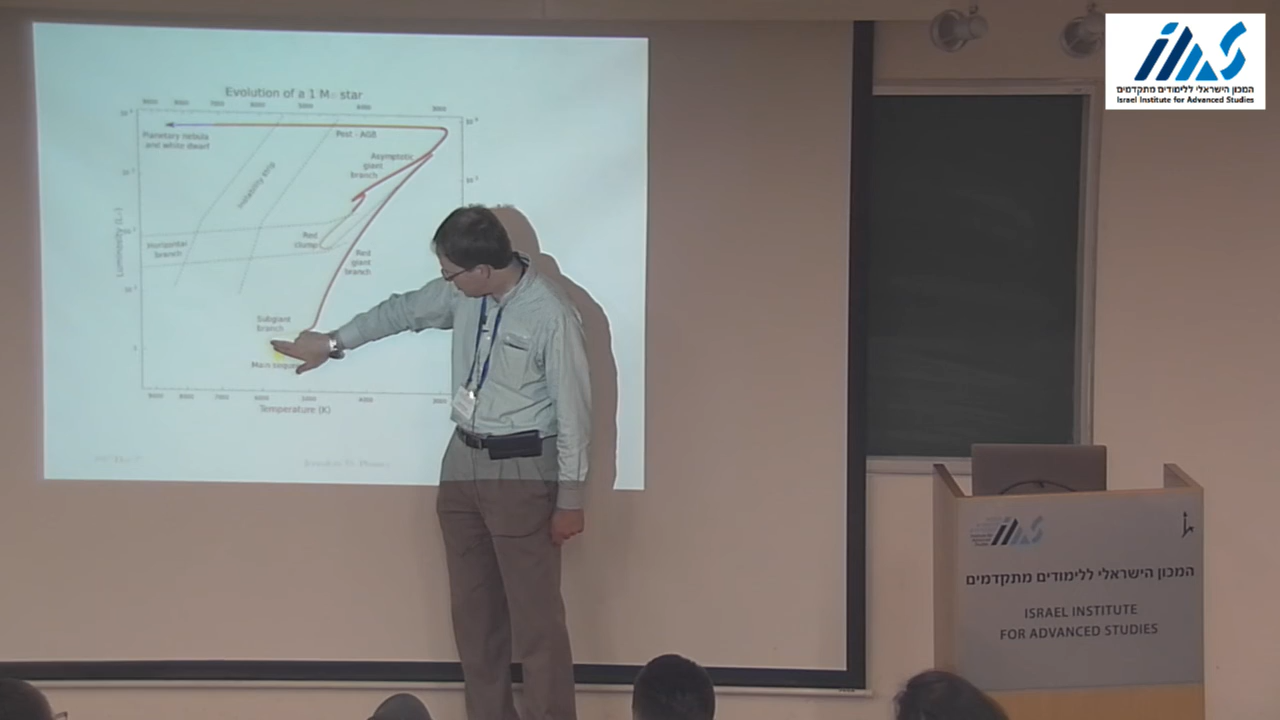 המכון הישראלי ללימודים מתקדמים
Israel Institute for Advanced Studies
Evolution of a 1 M☉ star
Planetary nebula
and white dwarf
Post - AGB
Asymptotic
giant
branch
Instability strip
Horizontal
branch
Red
clump
Red
giant
branch
Subgiant
branch
Main
Luminosity
Temperature (K)
המכון הישראלי ללימודים מתקדמים
ISRAEL INSTITUTE
FOR ADVANCED STUDIES